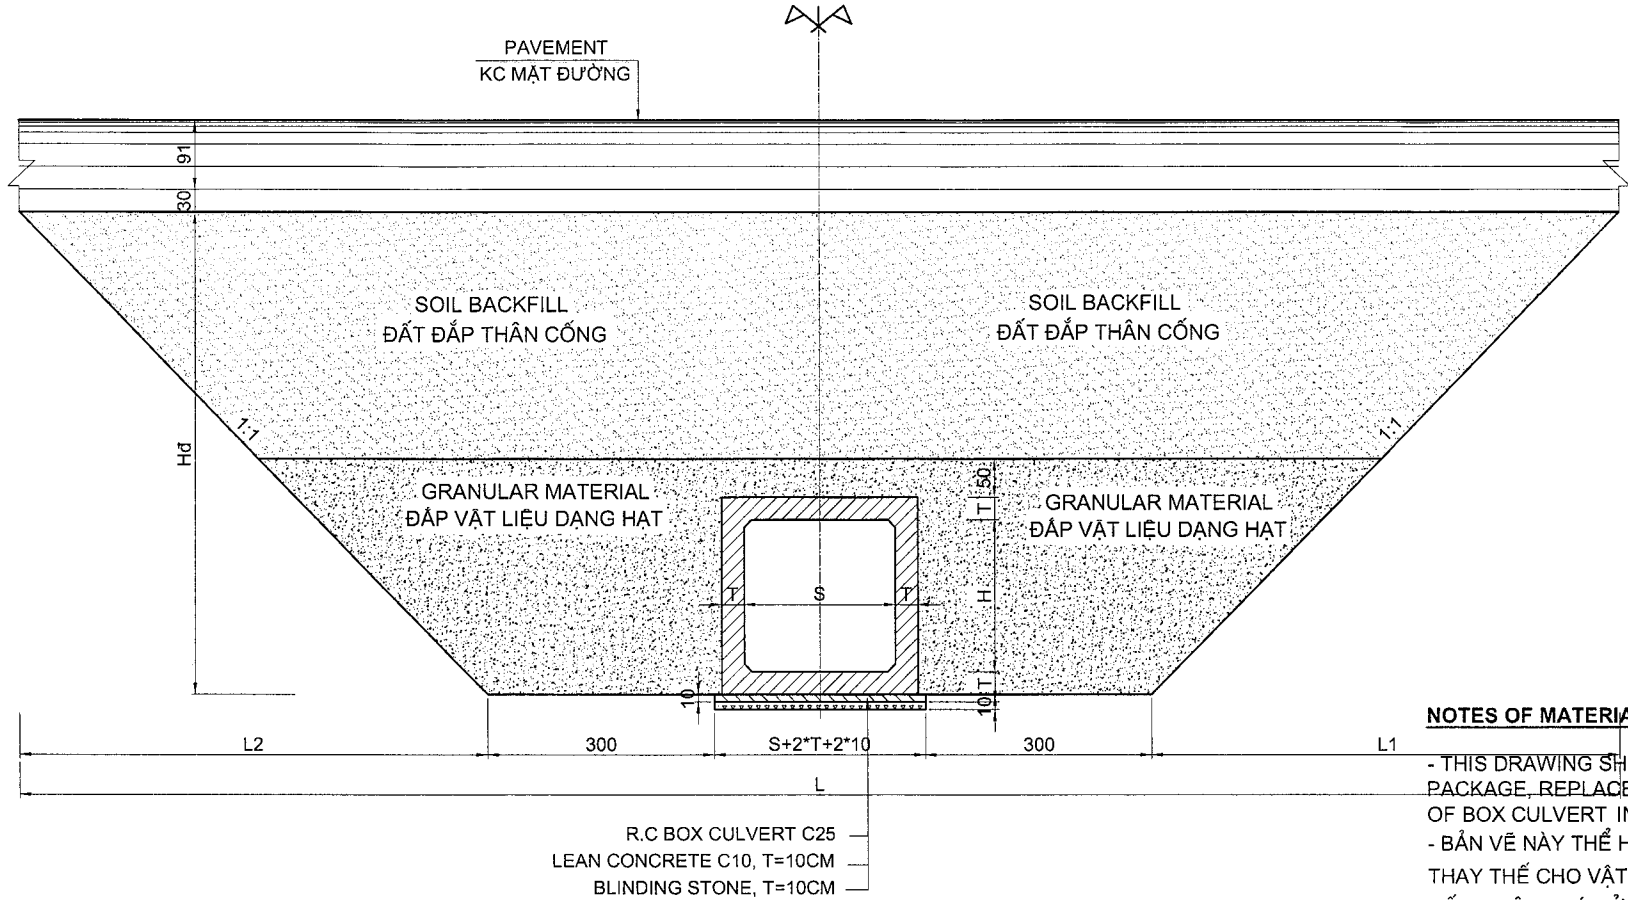 PAVEMENT
KC MẶT ĐƯỜNG
91
30
SOIL BACKFILL
ĐẤT ĐẮP THÂN CỐNG
SOIL BACKFILL
ĐẤT ĐẮP THÂN CỐNG
1:1
1:1
Hđ
GRANULAR MATERIAL
ĐẮP VẬT LIỆU DẠNG HẠT
50
T
GRANULAR MATERIAL
ĐẮP VẬT LIỆU DẠNG HẠT
T
S
T
H
T
10
10
L2
300
S+2*T+2*10
300
L1
L
R.C BOX CULVERT C25
LEAN CONCRETE C10, T=10CM
BLINDING STONE, T=10CM
NOTES OF MATERIA
- THIS DRAWING SH
PACKAGE, REPLACE
OF BOX CULVERT IN
- BẢN VẼ NÀY THỂ H
THAY THẾ CHO VẬT